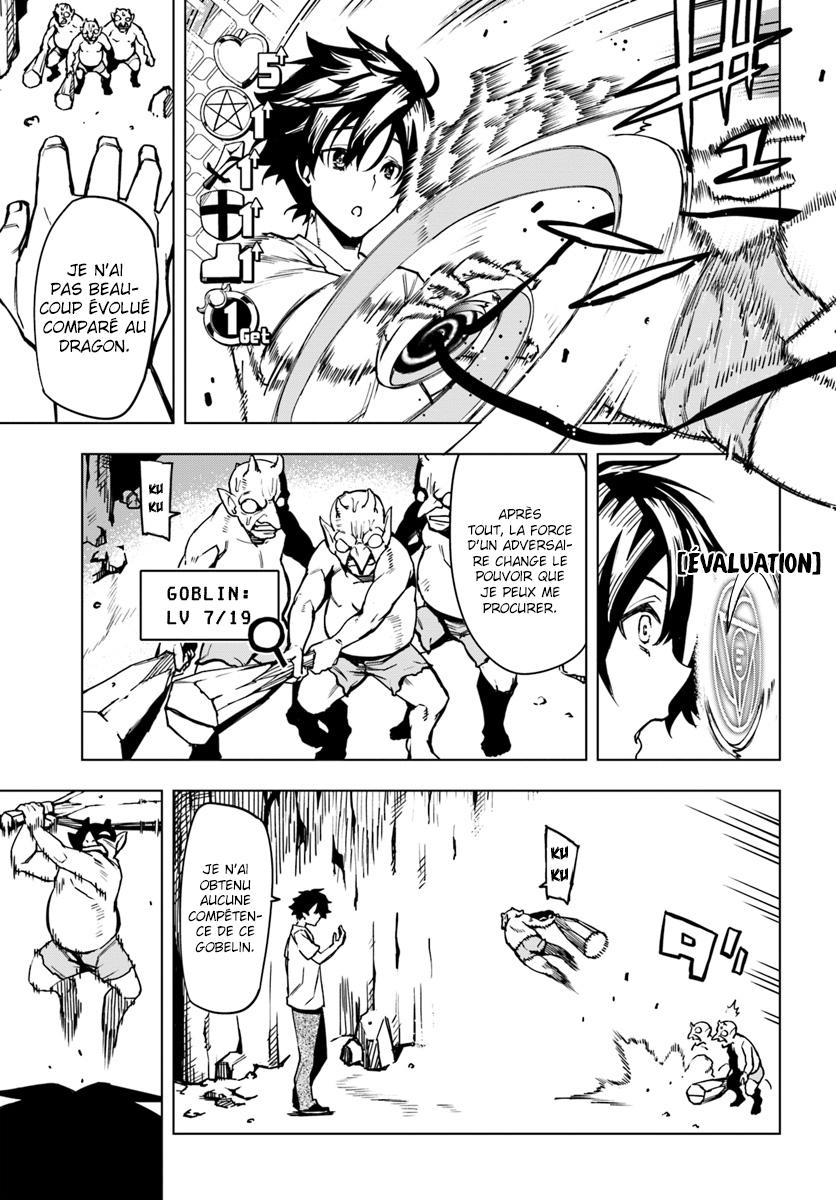 5
1
1
1
1
1
Get
JE N'AI
PAS BEAU-
COUP ÉVOLUÉ
COMPARÉ AU
DRAGON.
[ÉVALUATION]
APRÈS
TOUT, LA FORCE
D'UN ADVERSAI-
RE CHANGE LE
POUVOIR QUE
JE PEUX ME
PROCURER.
KU
KU
GOBLIN:
LV 7/19
KU
KU
JE N'AI
OBTENU
AUCUNE
COMPÉTEN-
CE DE CE
GOBELIN.